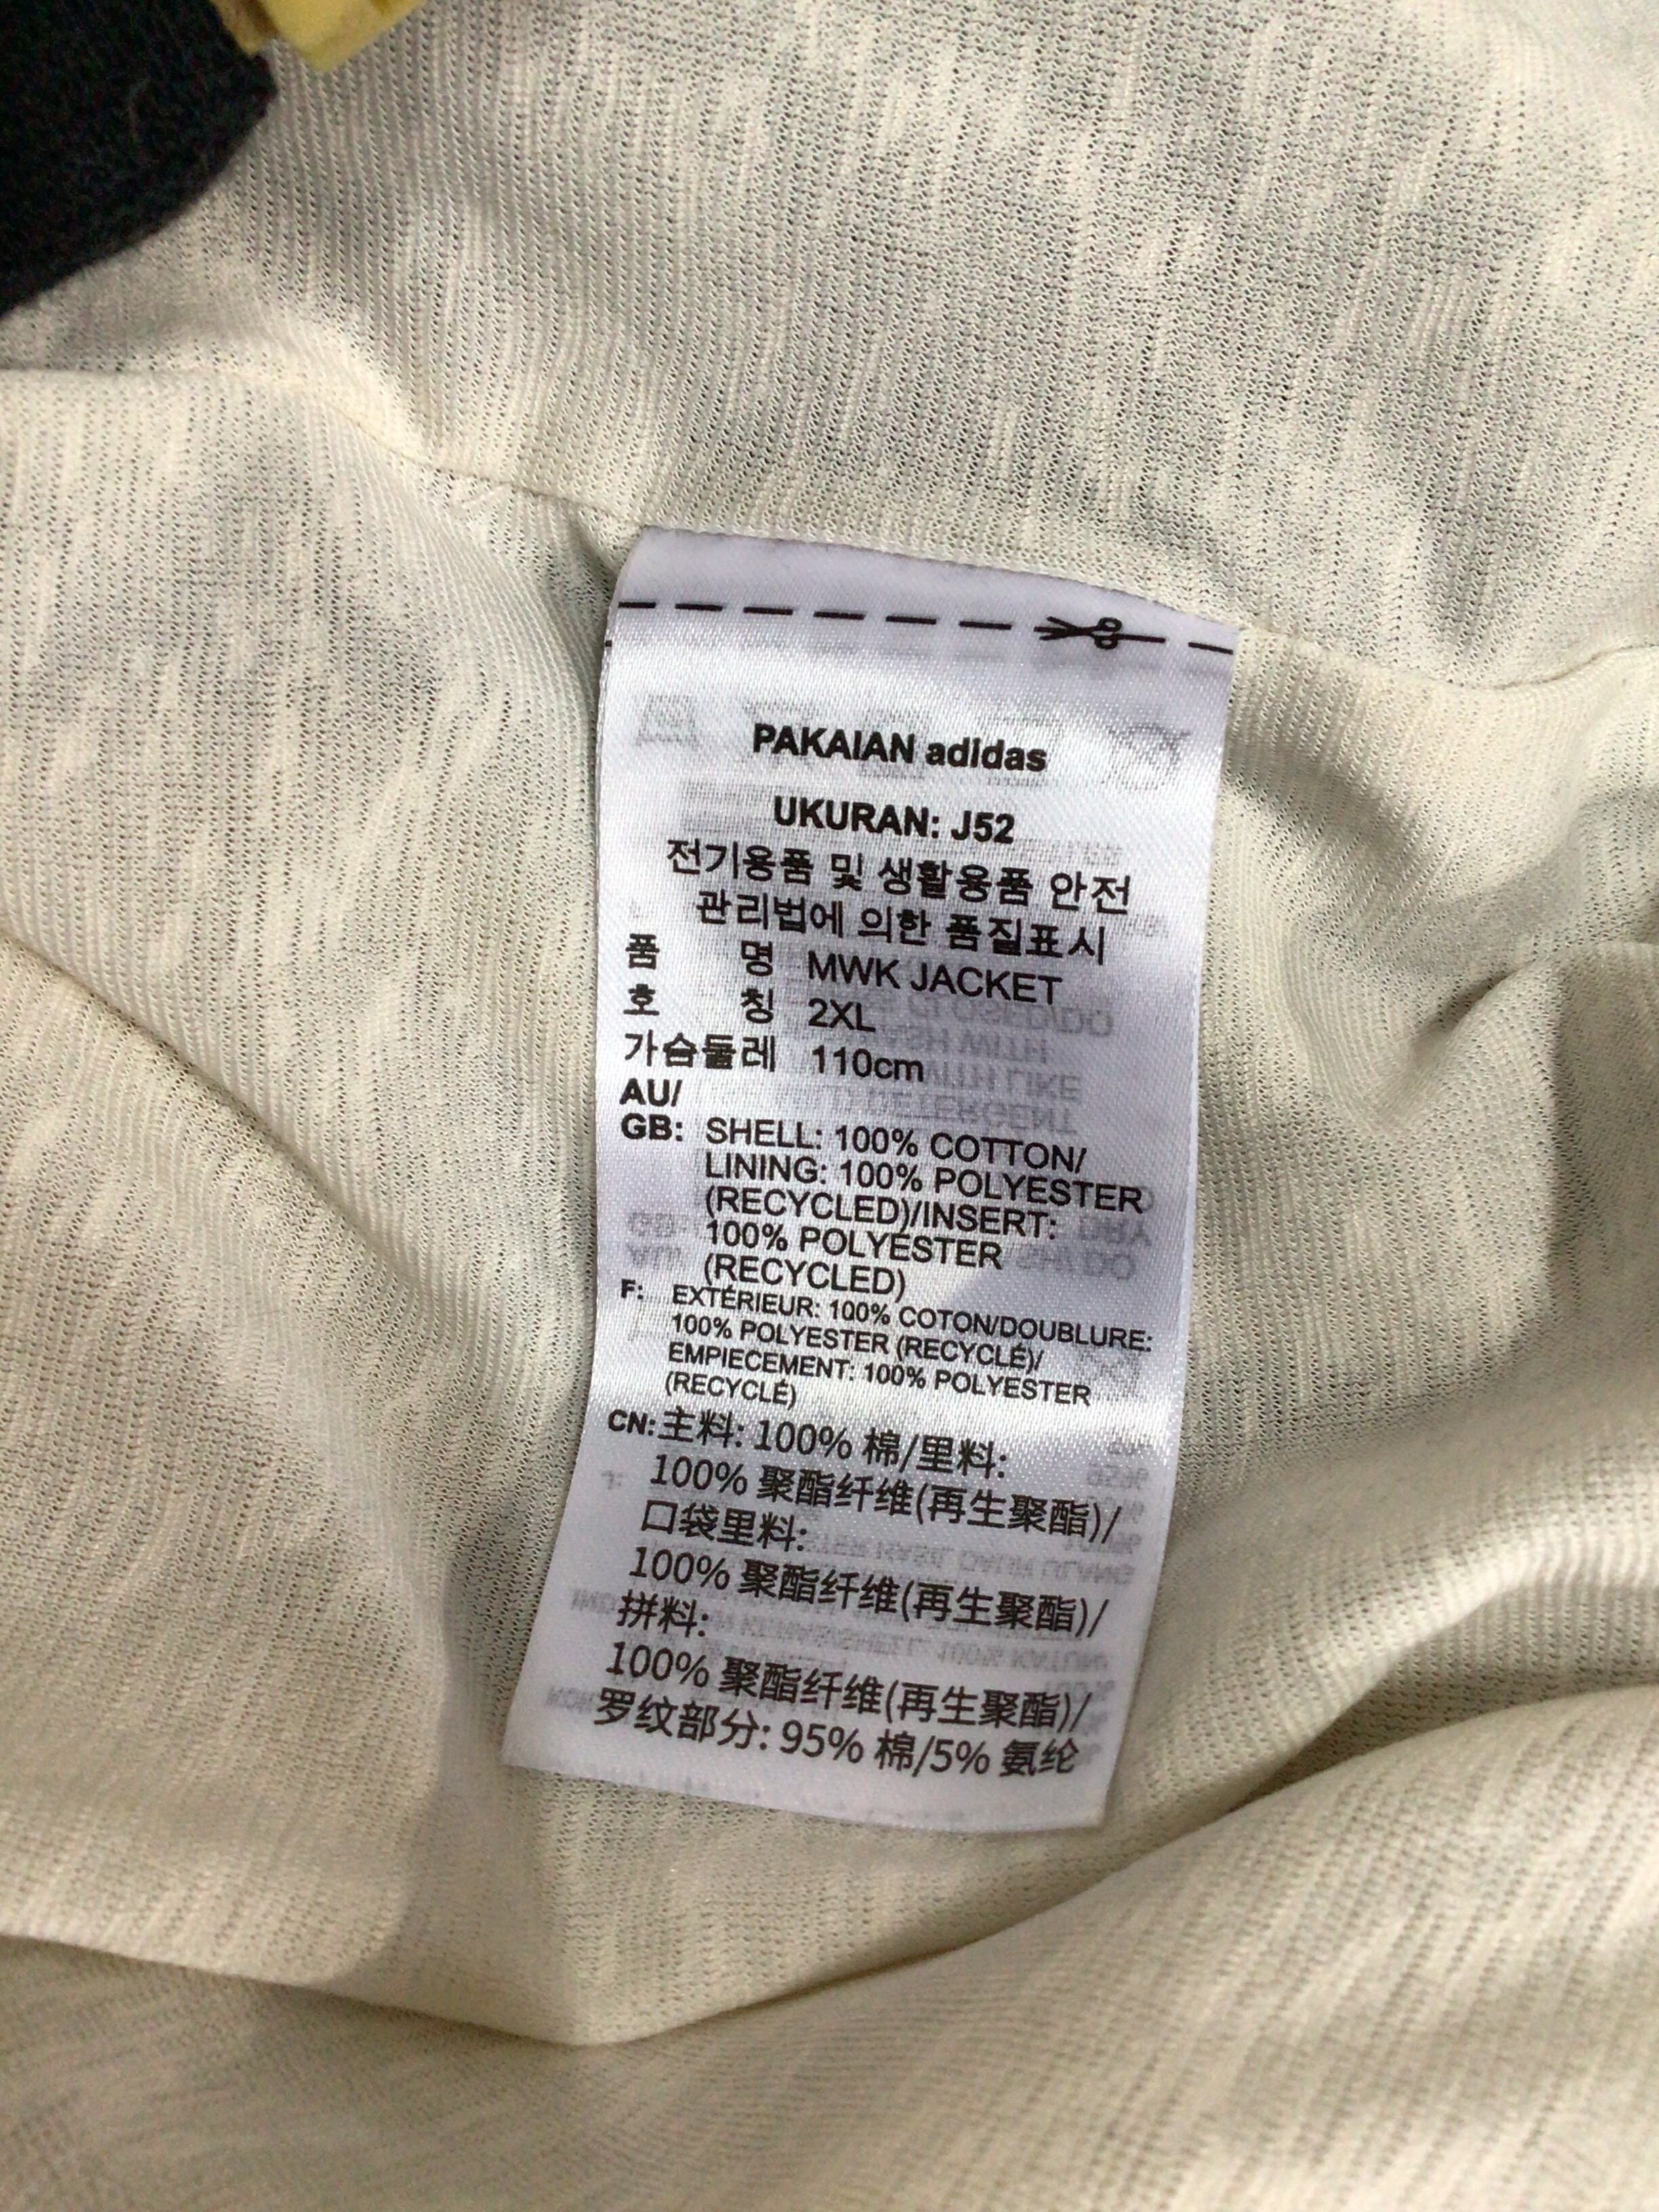 PAKAIAN adidas
UKURAN: J52
전기용품 및 생활용품 안전
관리법에 의한 품질표시
품 명 MWK JACKET
호 칭 2XL
가슴둘레 110cm
AU/
GB: SHELL: 100% COTTON/
LINING: 100% POLYESTER
(RECYCLED)/INSERT:
100% POLYESTER
(RECYCLED)
F: EXTÉRIEUR: 100% COTON/DOUBLURE:
100% POLYESTER (RECYCLÉ)/
EMPIECEMENT: 100% POLYESTER
(RECYCLÉ)
CN: 主料: 100% 棉/里料:
100% 聚酯纤维(再生聚酯)/
口袋里料:
100% 聚酯纤维(再生聚酯)/
拼料:
100% 聚酯纤维(再生聚酯)/
罗纹部分: 95% 棉/5% 氨纶